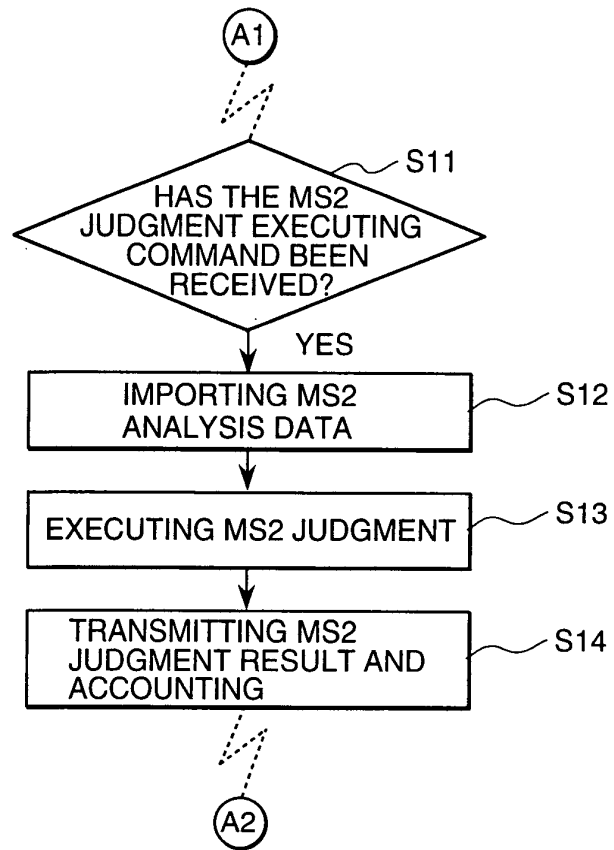 A1
S11
HAS THE MS2
JUDGMENT EXECUTING
COMMAND BEEN
RECEIVED?
YES
IMPORTING MS2
ANALYSIS DATA
S12
EXECUTING MS2 JUDGMENT
S13
TRANSMITTING MS2
JUDGMENT RESULT AND
ACCOUNTING
S14
A2